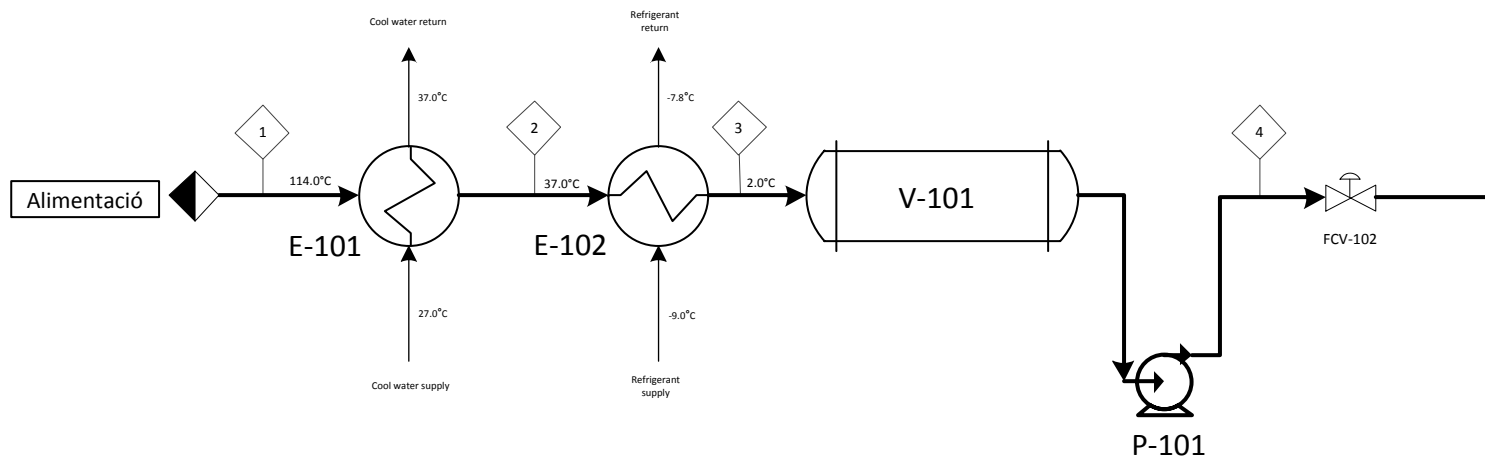 Cool water return
Refrigerant
return
37.0°C
-7.8°C
1
2
3
4
Alimentació
114.0°C
37.0°C
2.0°C
V-101
E-101
E-102
FCV-102
27.0°C
-9.0°C
Cool water supply
Refrigerant
supply
P-101